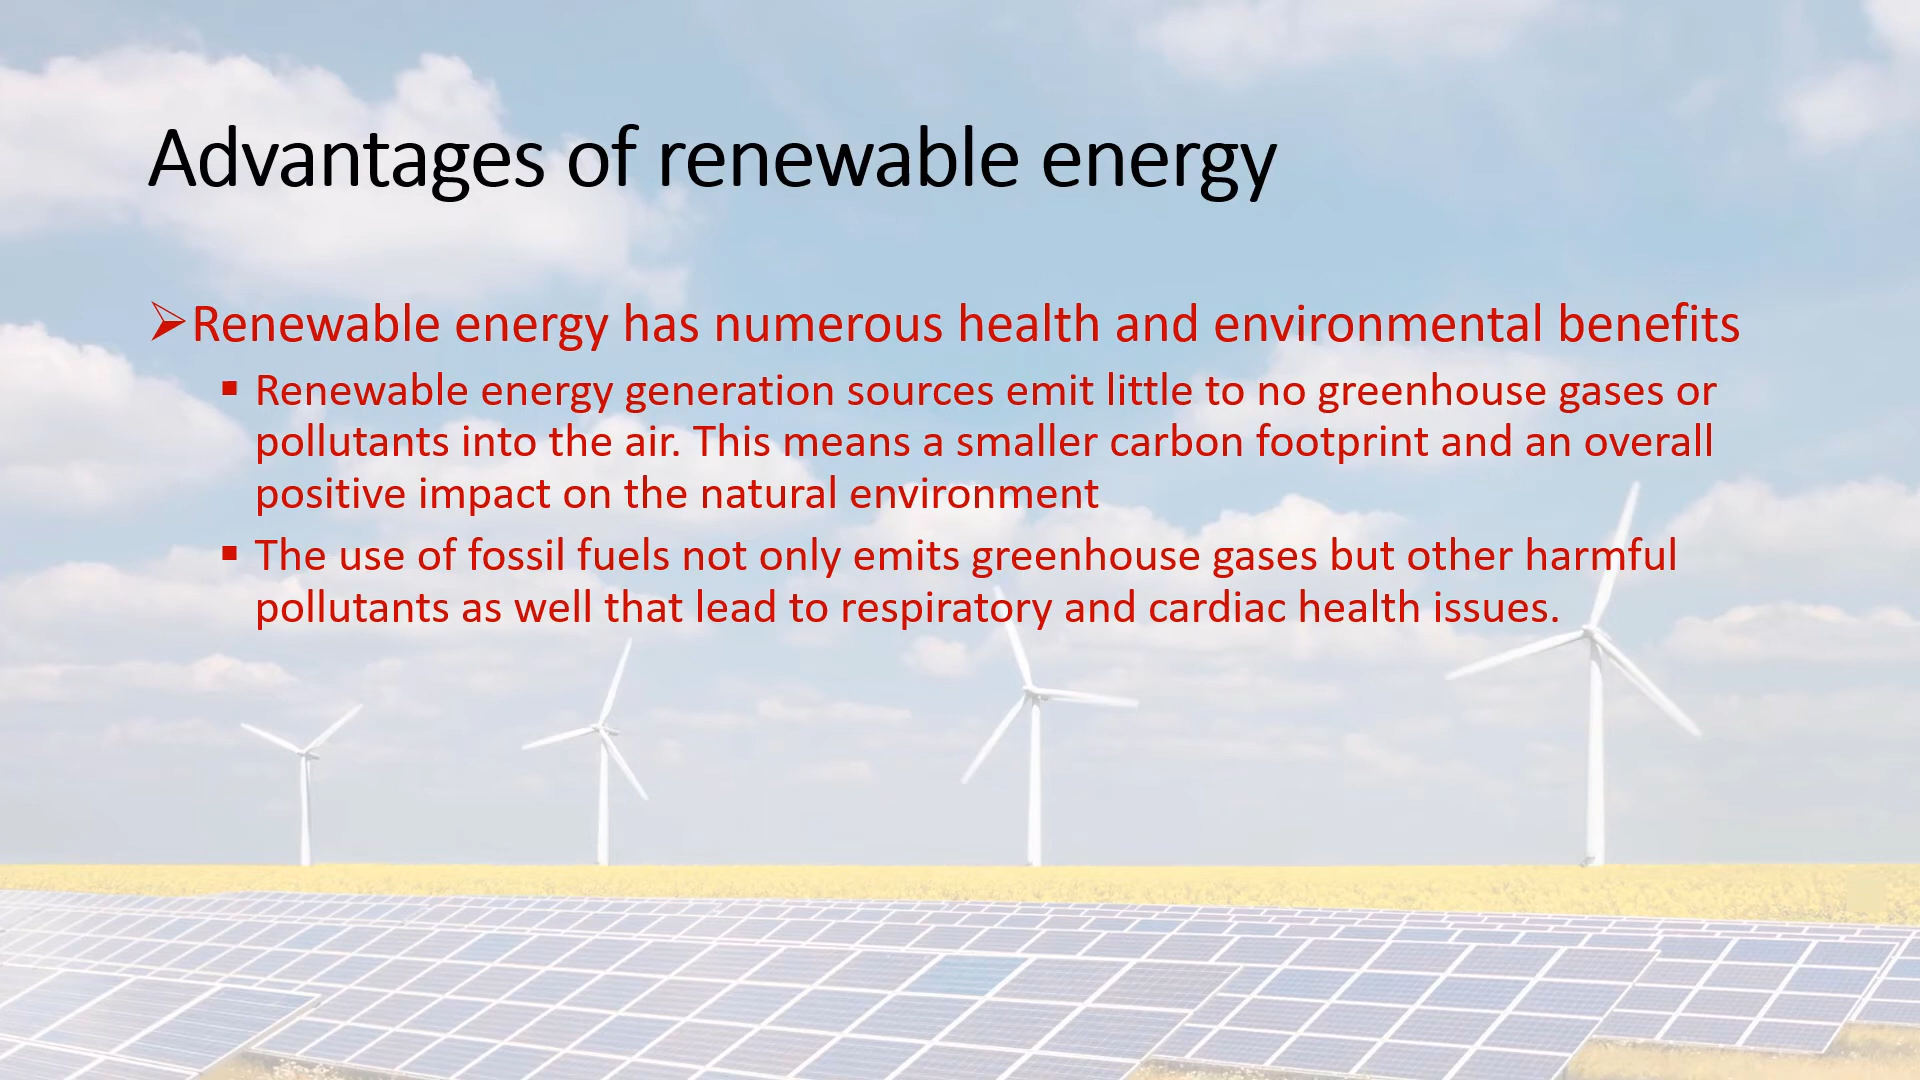 Advantages of renewable energy
➢Renewable energy has numerous health and environmental benefits
▪ Renewable energy generation sources emit little to no greenhouse gases or
pollutants into the air. This means a smaller carbon footprint and an overall
positive impact on the natural environment
▪ The use of fossil fuels not only emits greenhouse gases but other harmful
pollutants as well that lead to respiratory and cardiac health issues.